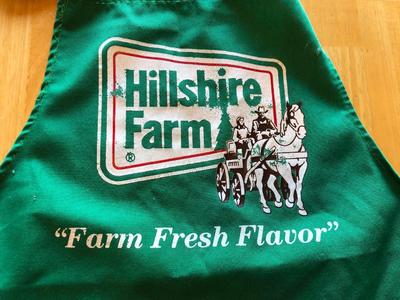 Hillshire
Farm
®
“Farm Fresh Flavor”